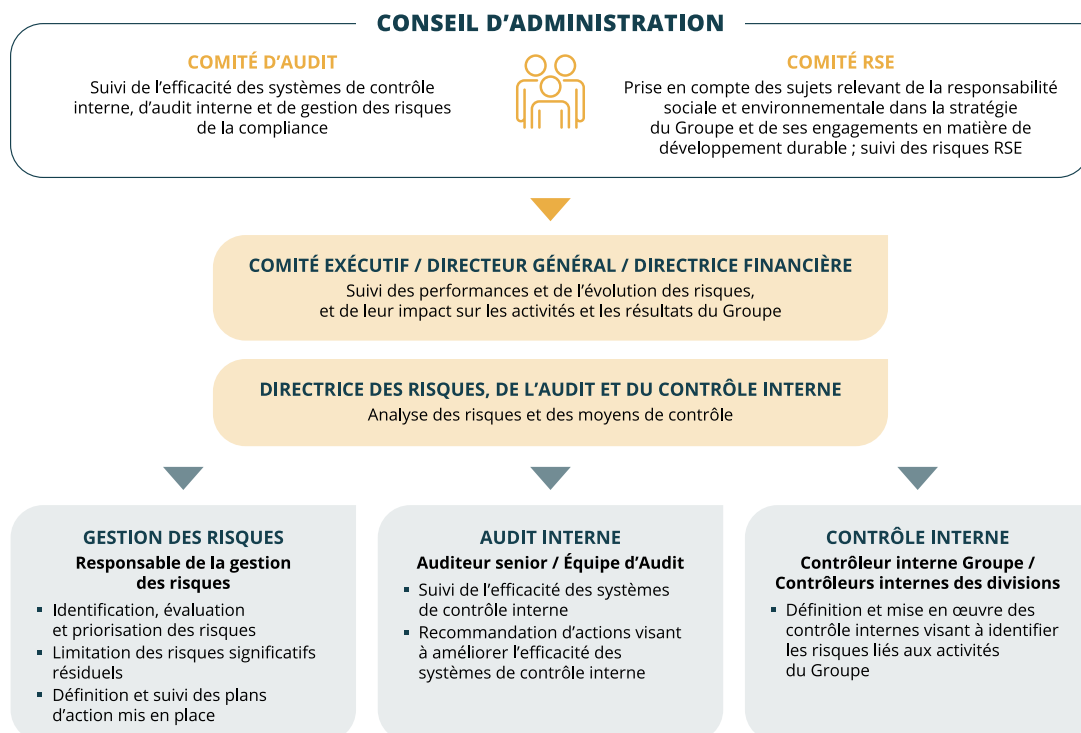 CONSEIL D’ADMINISTRATION
COMITÉ D’AUDIT
Suivi de l’efficacité des systèmes de contrôle
interne, d’audit interne et de gestion des risques
de la compliance
COMITÉ RSE
Prise en compte des sujets relevant de la responsabilité
sociale et environnementale dans la stratégie
du Groupe et de ses engagements en matière de
développement durable ; suivi des risques RSE
COMITÉ EXÉCUTIF / DIRECTEUR GÉNÉRAL / DIRECTRICE FINANCIÈRE
Suivi des performances et de l’évolution des risques,
et de leur impact sur les activités et les résultats du Groupe
DIRECTRICE DES RISQUES, DE L’AUDIT ET DU CONTRÔLE INTERNE
Analyse des risques et des moyens de contrôle
GESTION DES RISQUES
Responsable de la gestion
des risques
▪ Identification, évaluation
et priorisation des risques
▪ Limitation des risques significatifs
résiduels
▪ Définition et suivi des plans
d’action mis en place
AUDIT INTERNE
Auditeur senior / Équipe d’Audit
▪ Suivi de l’efficacité des systèmes
de contrôle interne
▪ Recommandation d’actions visant
à améliorer l’efficacité des
systèmes de contrôle interne
CONTRÔLE INTERNE
Contrôleur interne Groupe /
Contrôleurs internes des divisions
▪ Définition et mise en œuvre des
contrôle internes visant à identifier
les risques liés aux activités
du Groupe